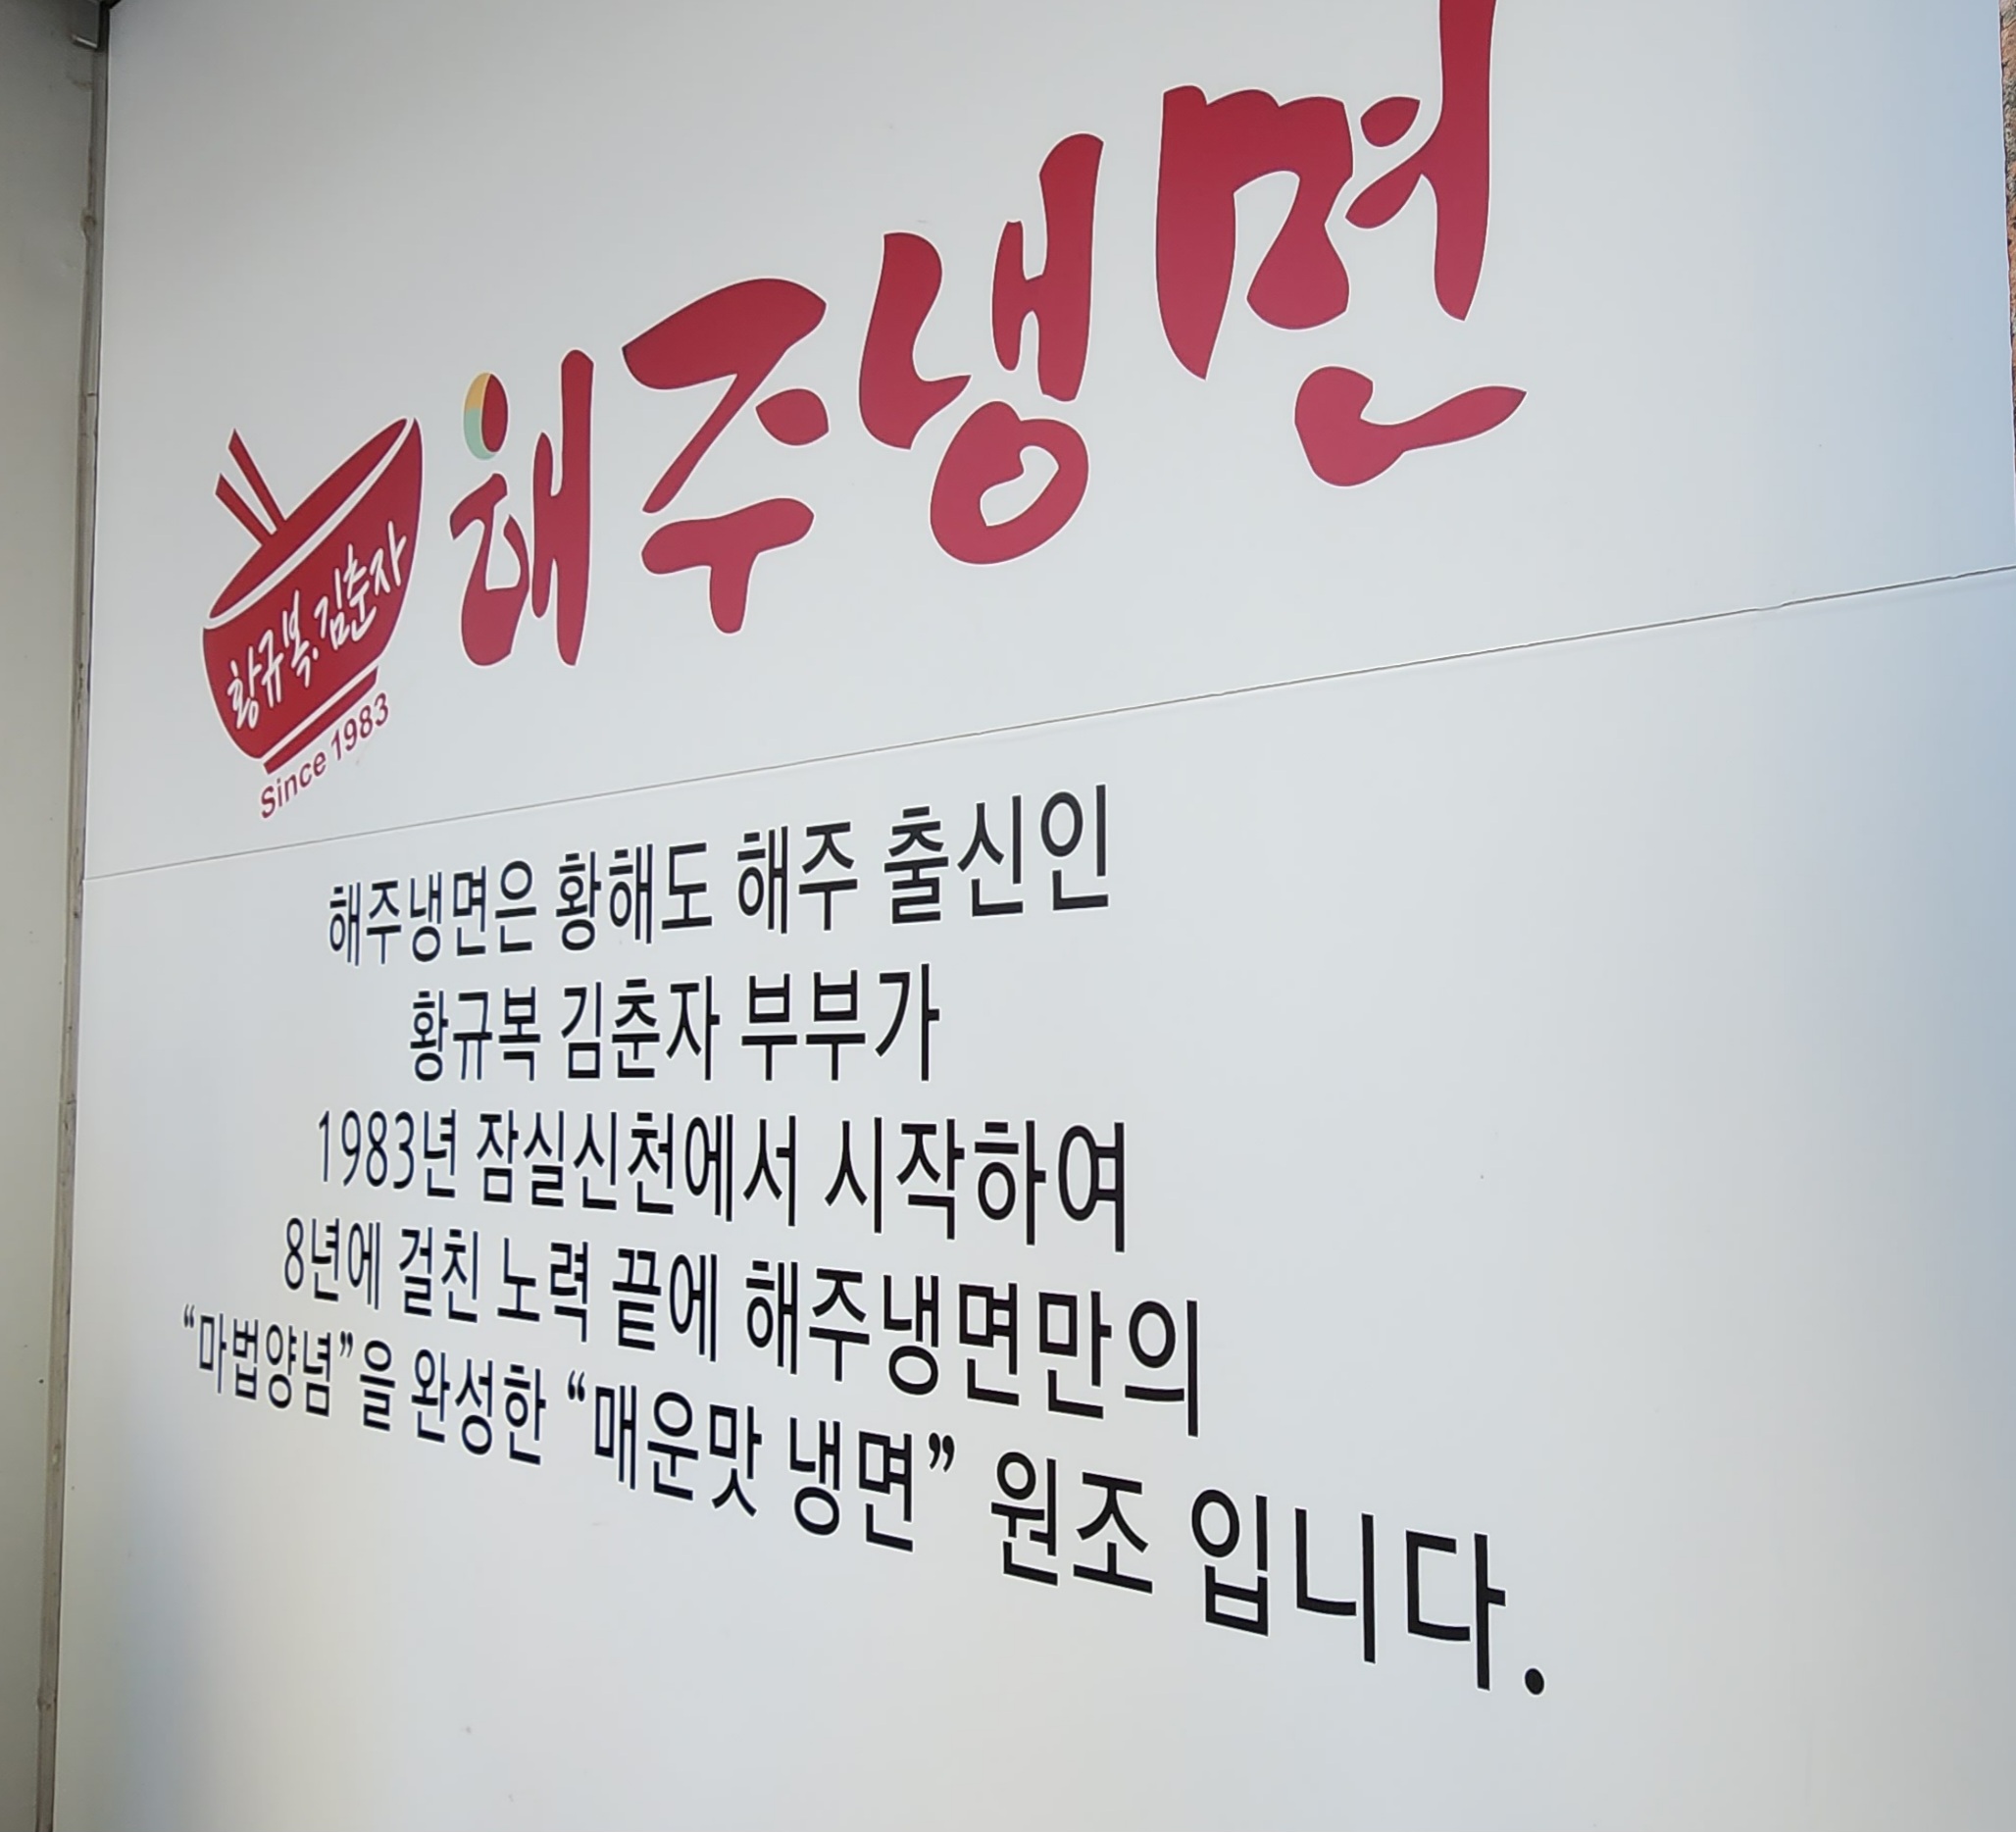 해주냉면
황규복.김춘자
Since 1983
해주냉면은 황해도 해주 출신인
황규복 김춘자 부부가
1983년 잠실신천에서 시작하여
8년에 걸친 노력 끝에 해주냉면만의
“마법양념”을 완성한 “매운맛 냉면” 원조 입니다.